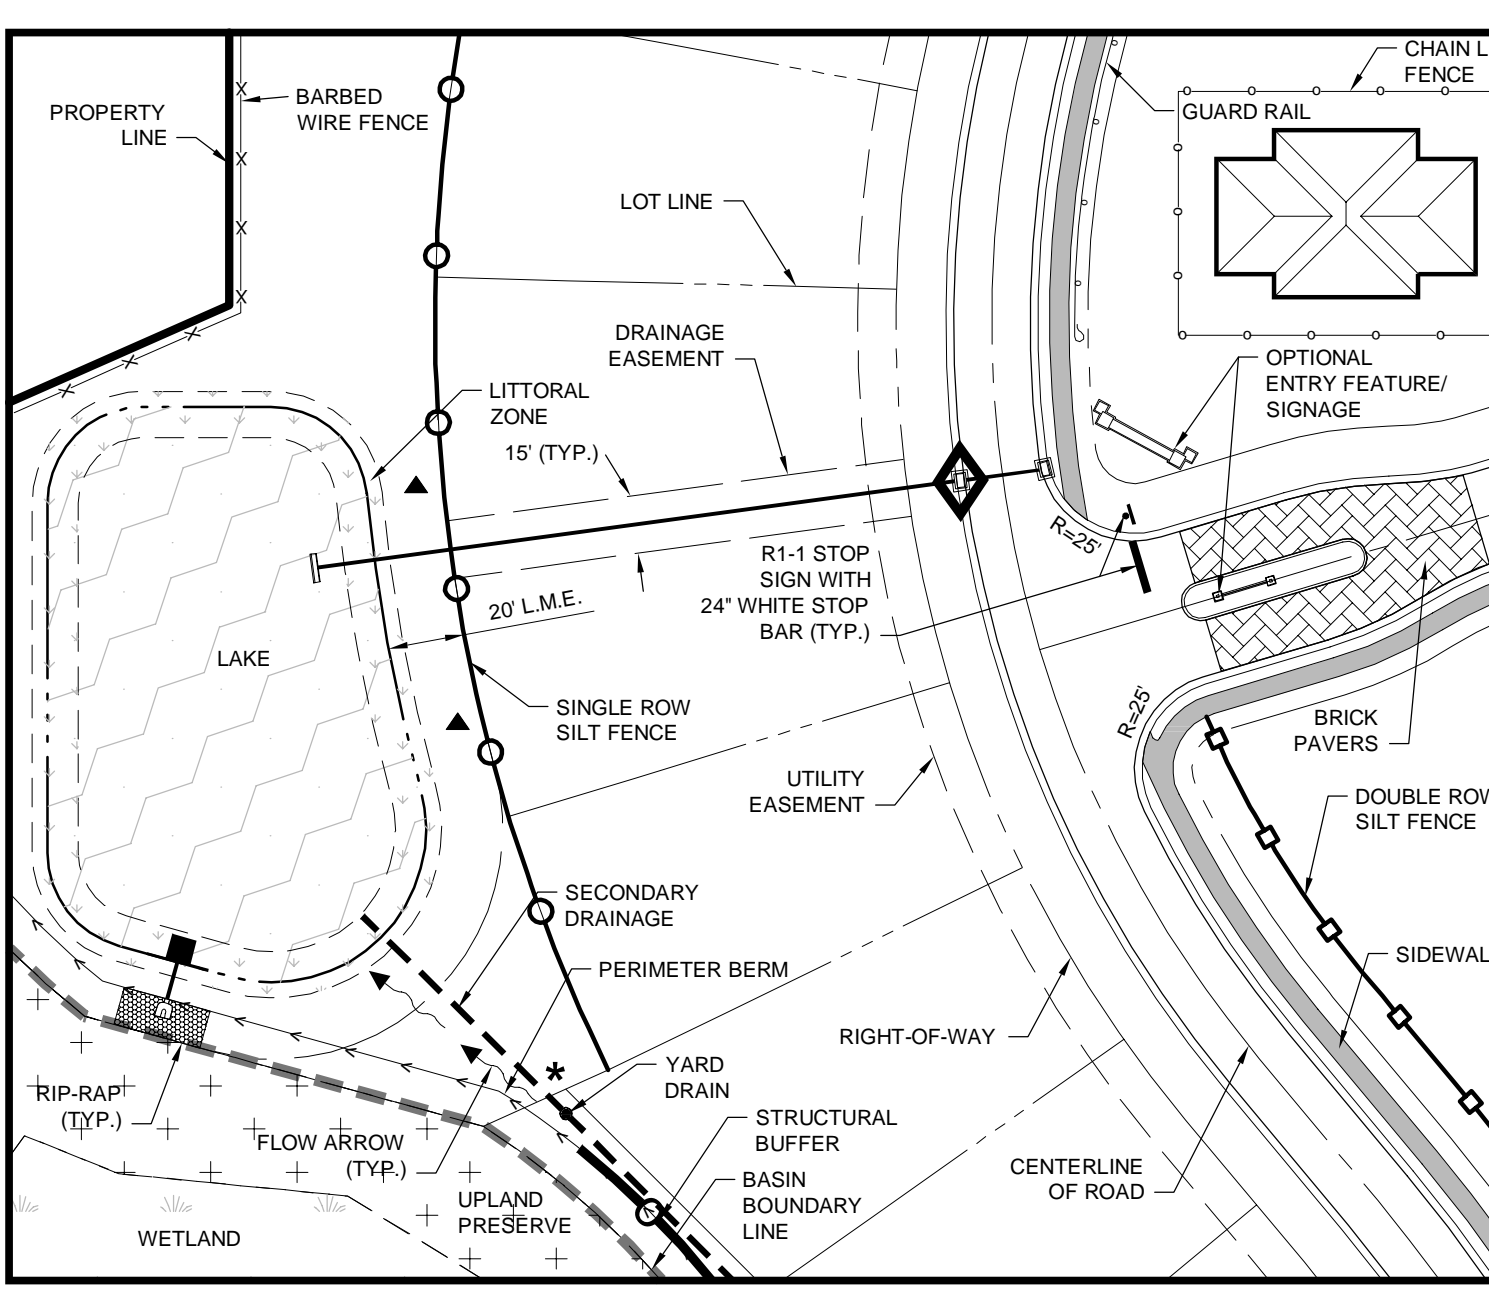 CHAIN L
FENCE
BARBED
WIRE FENCE
PROPERTY
LINE
GUARD RAIL
LOT LINE
DRAINAGE
EASEMENT
OPTIONAL
ENTRY FEATURE/
SIGNAGE
LITTORAL
ZONE
15' (TYP.)
R=25'
R1-1 STOP
SIGN WITH
24" WHITE STOP
BAR (TYP.)
20' L.M.E.
LAKE
SINGLE ROW
SILT FENCE
R=25'
BRICK
PAVERS
UTILITY
EASEMENT
DOUBLE ROW
SILT FENCE
SECONDARY
DRAINAGE
PERIMETER BERM
SIDEWAL
RIGHT-OF-WAY
YARD
DRAIN
*
RIP-RAP
(TYP.)
STRUCTURAL
BUFFER
FLOW ARROW
(TYP.)
CENTERLINE
OF ROAD
BASIN
BOUNDARY
LINE
UPLAND
PRESERVE
WETLAND